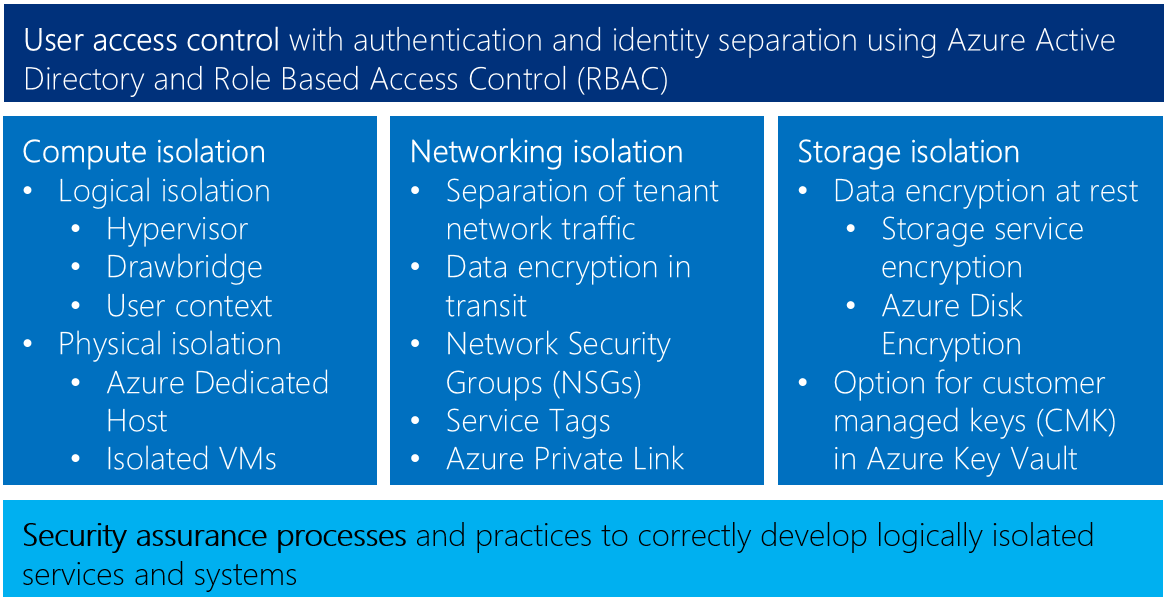 User access control with authentication and identity separation using Azure Active
Directory and Role Based Access Control (RBAC)
Compute isolation
• Logical isolation
• Hypervisor
• Drawbridge
• User context
• Physical isolation
• Azure Dedicated
Host
• Isolated VMs
Networking isolation
• Separation of tenant
network traffic
• Data encryption in
transit
• Network Security
Groups (NSGs)
• Service Tags
• Azure Private Link
Storage isolation
• Data encryption at rest
• Storage service
encryption
• Azure Disk
Encryption
• Option for customer
managed keys (CMK)
in Azure Key Vault
Security assurance processes and practices to correctly develop logically isolated
services and systems